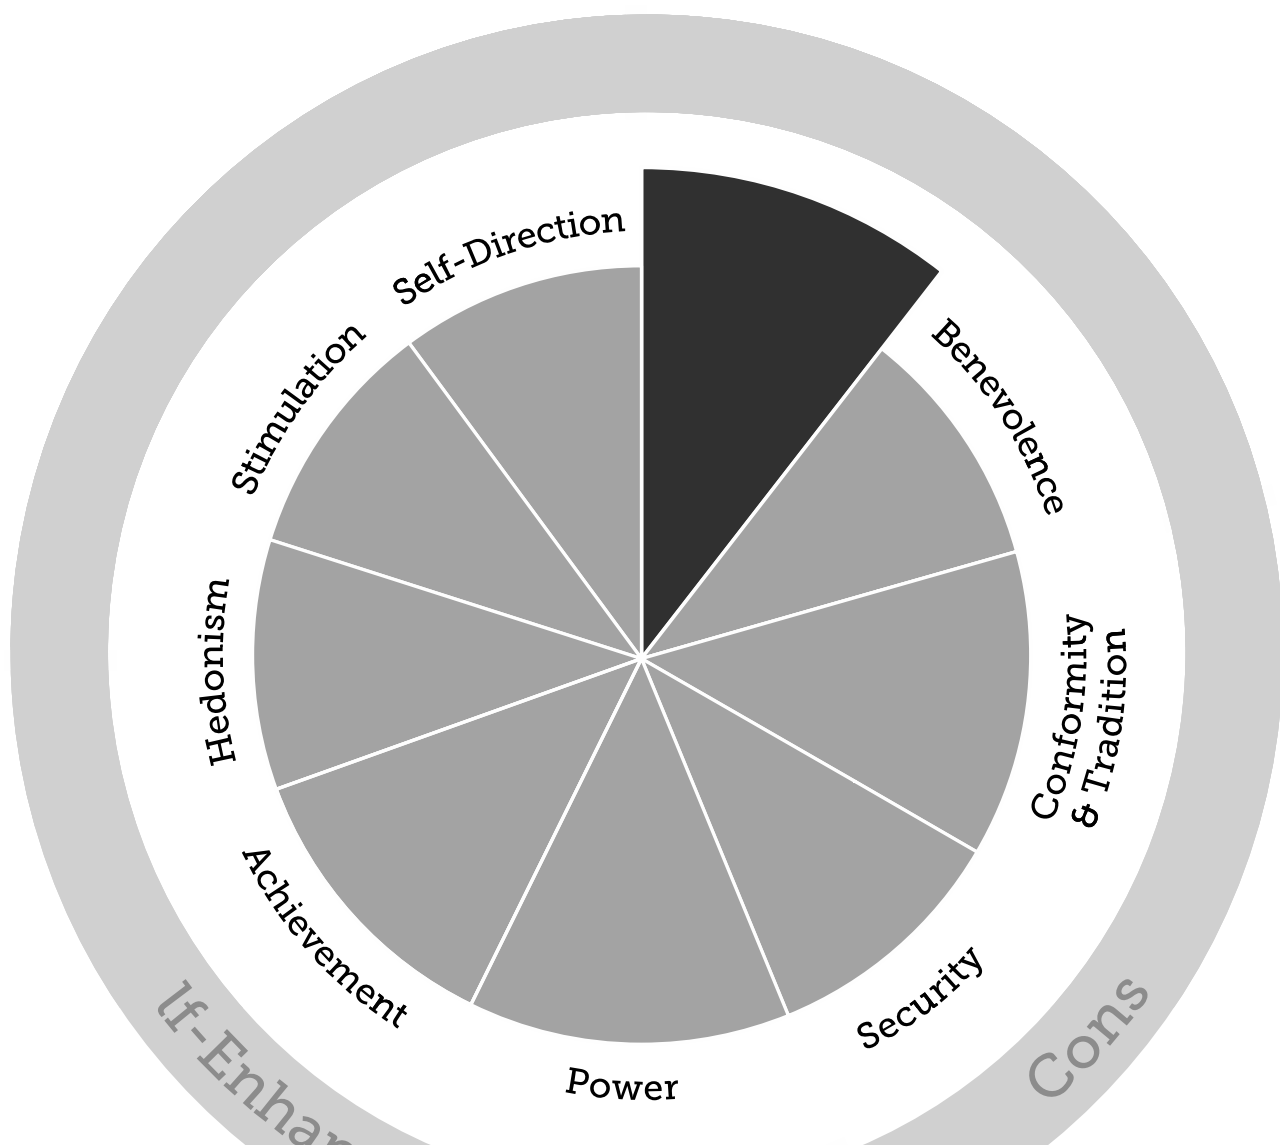 Self-Direction
Benevolence
Stimulation
Conformity
& Tradition
Hedonism
Achievement
Security
Power
lf-Enhan
Cons